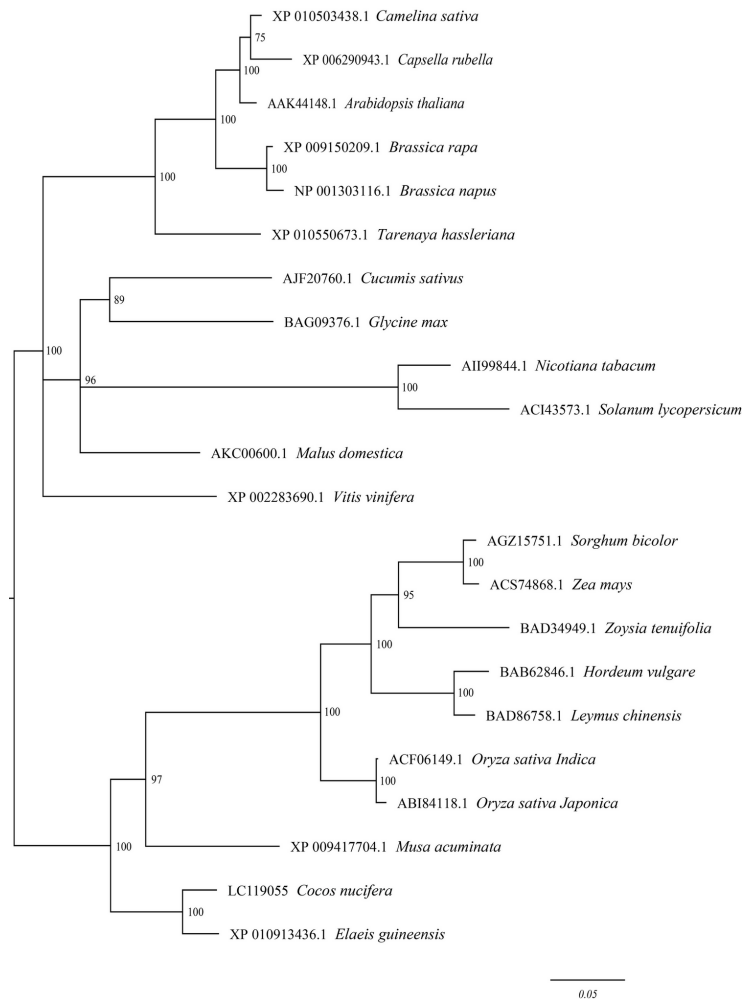 XP 010503438.1 Camelina sativa
75
XP 006290943.1 Capsella rubella
100
AAK44148.1 Arabidopsis thaliana
100
XP 009150209.1 Brassica rapa
100
NP 001303116.1 Brassica napus
100
XP 010550673.1 Tarenaya hassleriana
AJF20760.1 Cucumis sativus
89
BAG09376.1 Glycine max
100
AII99844.1 Nicotiana tabacum
96
100
ACI43573.1 Solanum lycopersicum
AKC00600.1 Malus domestica
XP 002283690.1 Vitis vinifera
AGZ15751.1 Sorghum bicolor
100
ACS74868.1 Zea mays
95
BAD34949.1 Zoysia tenuifolia
100
BAB62846.1 Hordeum vulgare
100
BAD86758.1 Leymus chinensis
100
ACF06149.1 Oryza sativa Indica
97
100
ABI84118.1 Oryza sativa Japonica
100
XP 009417704.1 Musa acuminata
LC119055 Cocos nucifera
100
XP 010913436.1 Elaeis guineensis
0.05